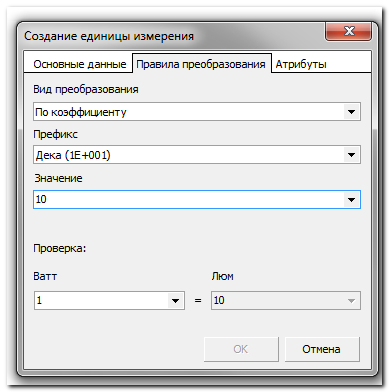 Создание единицы измерения
Основные данные Правила преобразования Атрибуты
Вид преобразования
По коэффициенту
Префикс
Дека (1E+001)
Значение
10
Проверка:
Ватт Люм
1 = 10
OK Отмена